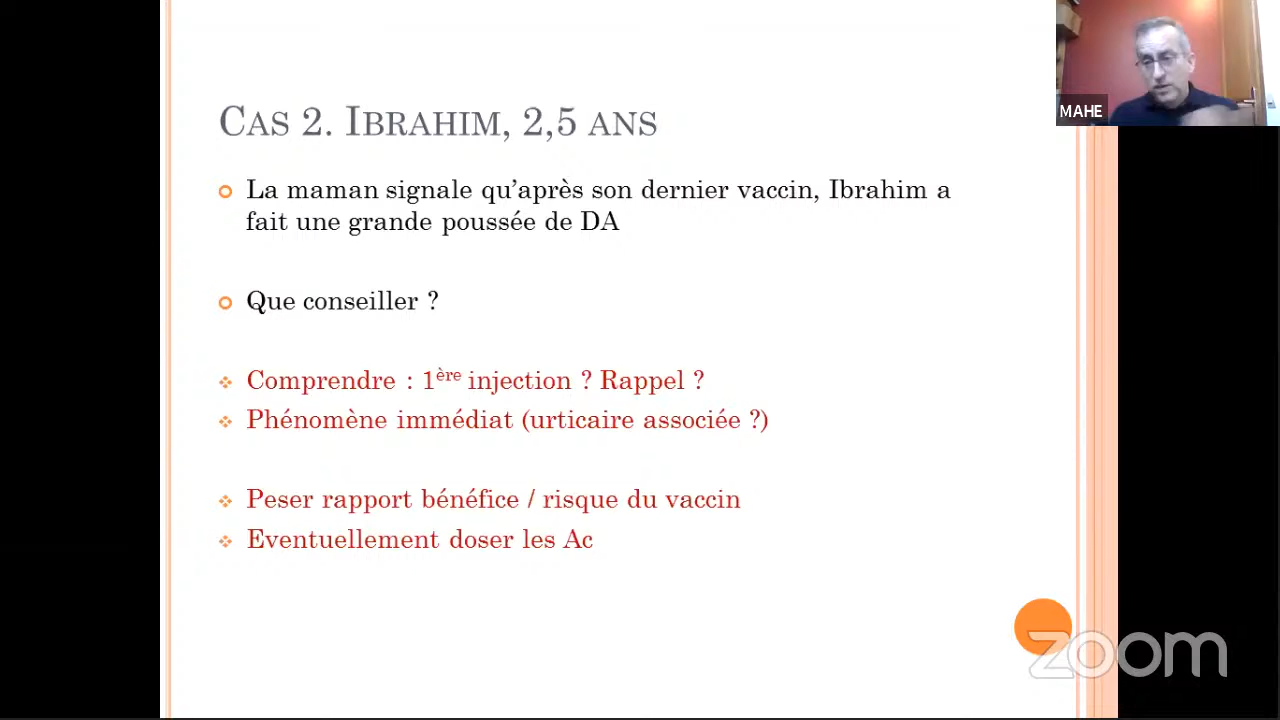 MAHE
CAS 2. IBRAHIM, 2,5 ANS
La maman signale qu'après son dernier vaccin, Ibrahim a
fait une grande poussée de DA
Que conseiller ?
Comprendre : 1ère injection ? Rappel ?
Phénomène immédiat (urticaire associée ?)
Peser rapport bénéfice / risque du vaccin
Eventuellement doser les Ac
zoom